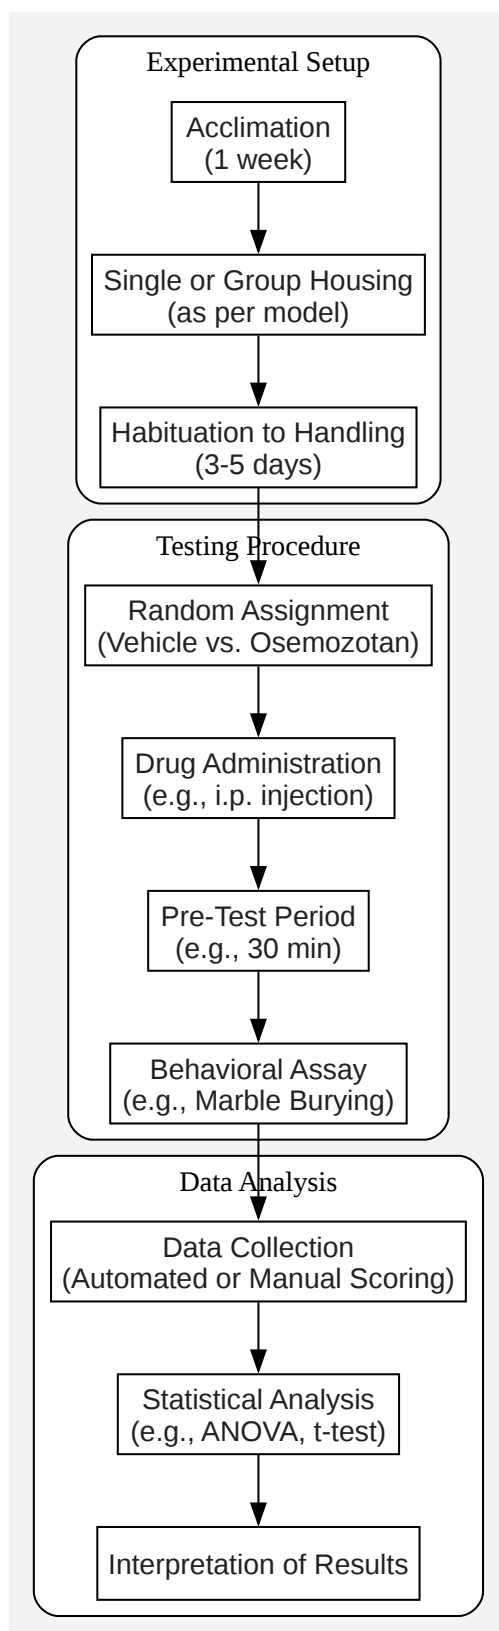 Experimental Setup
Acclimation
(1 week)
Single or Group Housing
(as per model)
Habituation to Handling
(3-5 days)
Testing Procedure
Random Assignment
(Vehicle vs. Osemozotan)
Drug Administration
(e.g., i.p. injection)
Pre-Test Period
(e.g., 30 min)
Behavioral Assay
(e.g., Marble Burying)
Data Analysis
Data Collection
(Automated or Manual Scoring)
Statistical Analysis
(e.g., ANOVA, t-test)
Interpretation of Results